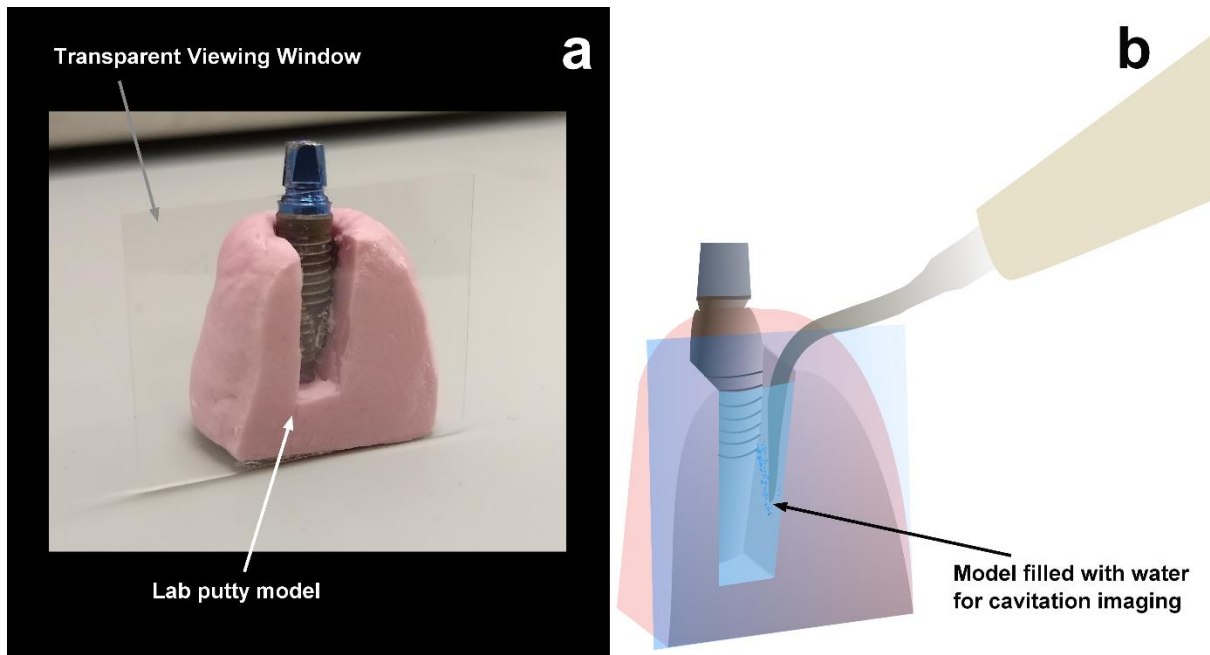 a
Transparent Viewing Window
Lab putty model
b
Model filled with water
for cavitation imaging